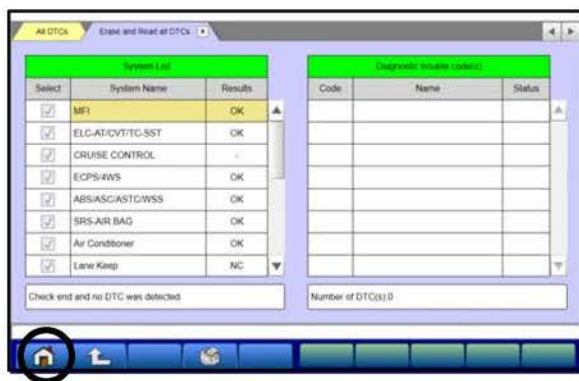 All DTCs Erase and Read all DTCs
System List
Select System Name Results
MFI OK
ELC-AT/CVT/TC-SST OK
CRUISE CONTROL -
ECPS/4WS OK
ABS/ASC/ASTC/WSS OK
SRS-AIR BAG OK
Air Conditioner OK
Lane Keep NC
Check end and no DTC was detected
Diagnostic trouble code(s)
Code Name Status
Number of DTC(s):0